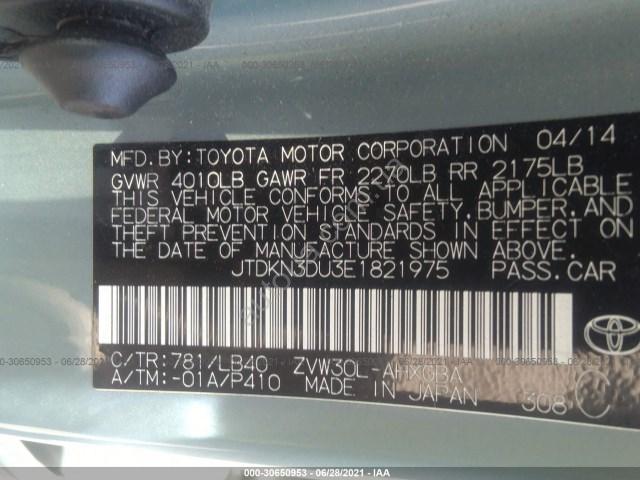 MFD. BY: TOYOTA MOTOR CORPORATION 04/14
GVWR 4010LB GAWR FR 2270LB RR 2175LB
THIS VEHICLE CONFORMS TO ALL APPLICABLE
FEDERAL MOTOR VEHICLE SAFETY, BUMPER, AND
THEFT PREVENTION STANDARDS IN EFFECT ON
THE DATE OF MANUFACTURE SHOWN ABOVE.
JTDKN3DU3E1821975 PASS. CAR
TOYOTA
C/TR: 781/LB40 ZVW30L-AHXGBA
A/TM: -01A/P410 MADE IN JAPAN 308 C
000-30650953 - 06/28/2021 - IAA